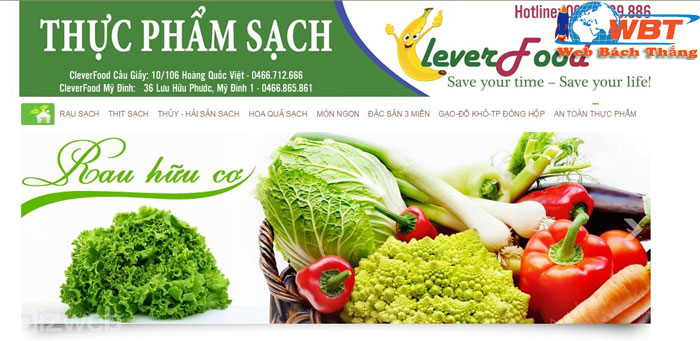 THỰC PHẨM SẠCH
CleverFood Cầu Giấy: 10/106 Hoàng Quốc Việt - 0466.712.666
CleverFood Mỹ Đình: 36 Lưu Hữu Phước, Mỹ Đình 1 - 0466.865.861
Hotline:
WBT
Web Bách Thắng
CleverFood
Save your time – Save your life!
RAU SẠCH THỊT SẠCH THỦY - HẢI SẢN SẠCH HOA QUẢ SẠCH MÓN NGON ĐẶC SẢN 3 MIỀN GẠO-ĐỒ KHÔ-TP ĐÓNG HỘP AN TOÀN THỰC PHẨM
Rau hữu cơ
bizweb